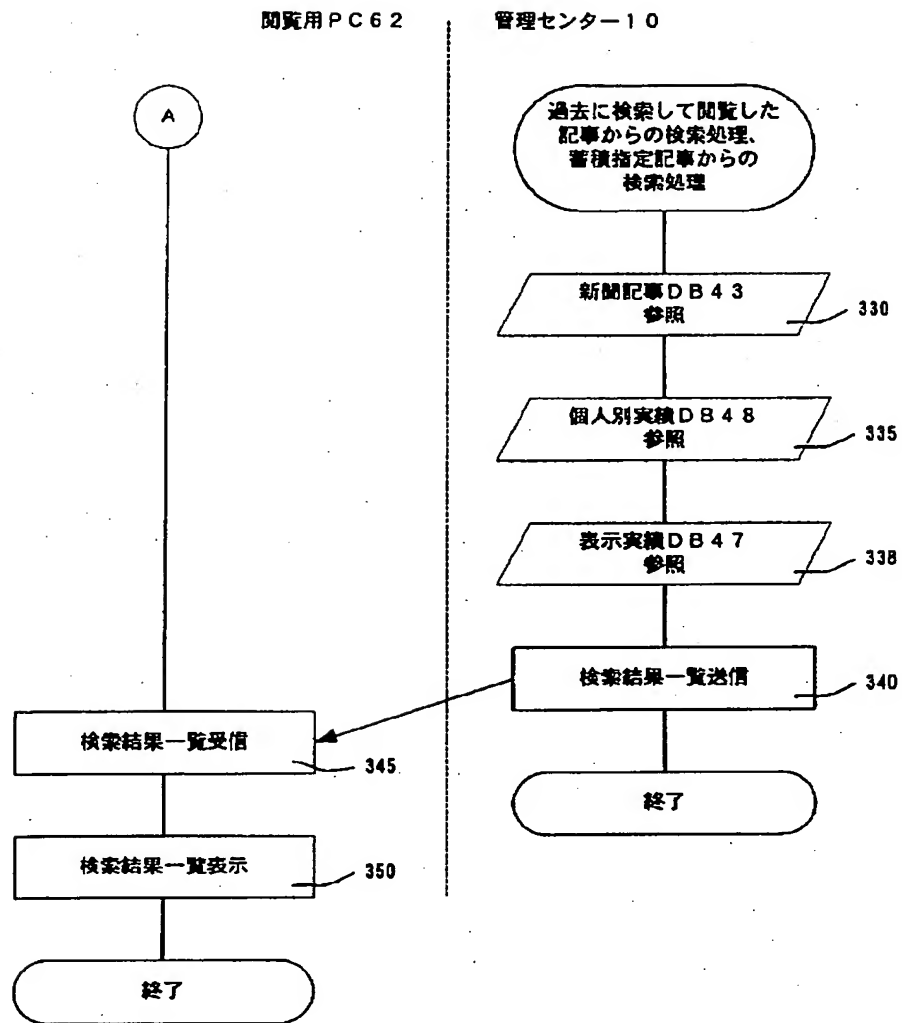 閲覧用PC62
管理センター10
A
過去に検索して閲覧した
記事からの検索処理、
蓄積指定記事からの
検索処理
新聞記事DB43
参照
330
個人別実績DB48
参照
335
表示実績DB47
参照
338
検索結果一覧送信
340
検索結果一覧受信
345
終了
検索結果一覧表示
350
終了